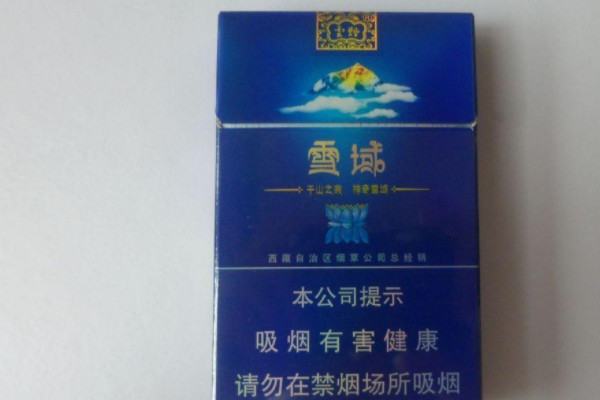 雪域
千山之巅 神奇雪域
西藏自治区烟草公司总经销
本公司提示
吸烟有害健康
请勿在禁烟场所吸烟